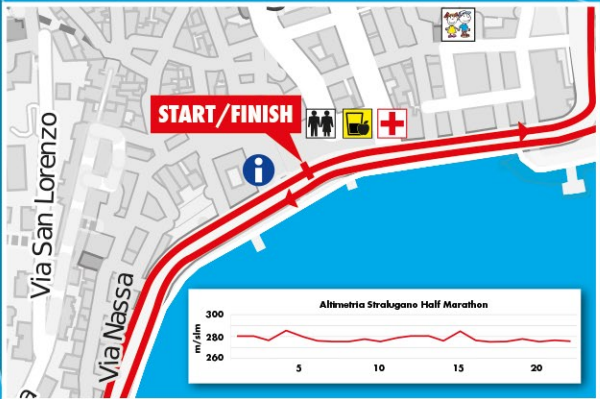 START/FINISH
i
Via San Lorenzo
Via Nassa
Altimetria Stralugano Half Marathon
m/slm
300
280
260
5
10
15
20